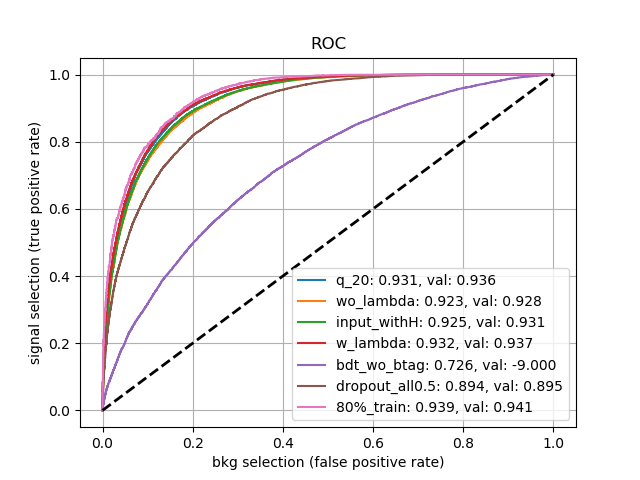 ROC
signal selection (true positive rate)
1.0
0.8
0.6
0.4
0.2
0.0
q_20: 0.931, val: 0.936
wo_lambda: 0.923, val: 0.928
input_withH: 0.925, val: 0.931
w_lambda: 0.932, val: 0.937
bdt_wo_btag: 0.726, val: -9.000
dropout_all0.5: 0.894, val: 0.895
80%_train: 0.939, val: 0.941
0.0 0.2 0.4 0.6 0.8 1.0
bkg selection (false positive rate)